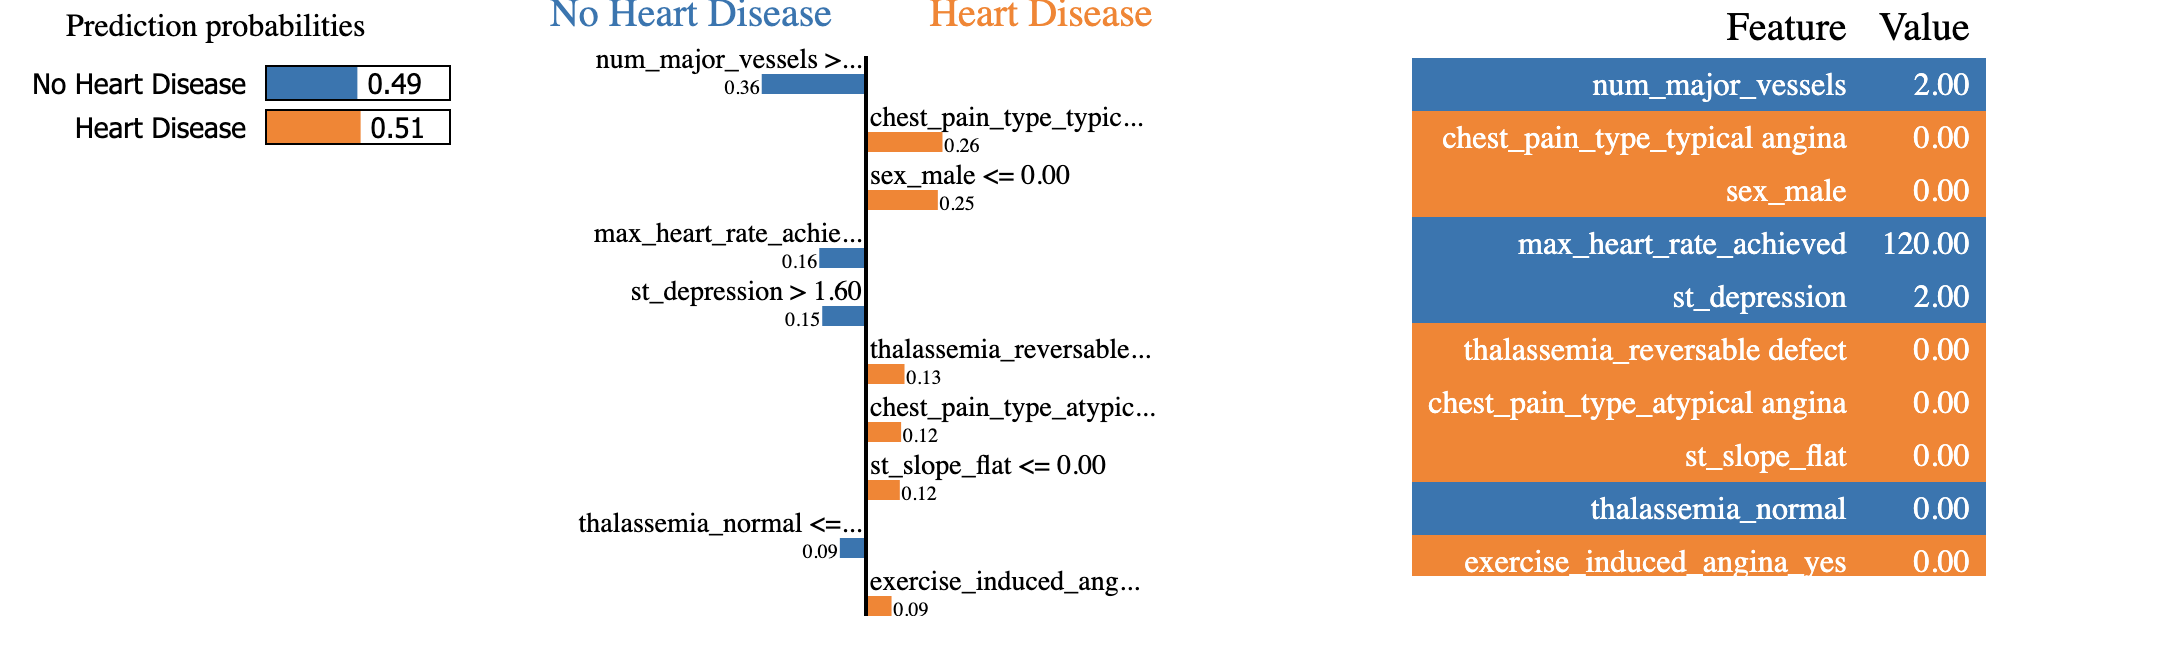 Prediction probabilities
No Heart Disease 0.49
Heart Disease 0.51
No Heart Disease Heart Disease
num_major_vessels >...
0.36
chest_pain_type_typic...
0.26
sex_male <= 0.00
0.25
max_heart_rate_achie...
0.16
st_depression > 1.60
0.15
thalassemia_reversable...
0.13
chest_pain_type_atypic...
0.12
st_slope_flat <= 0.00
0.12
thalassemia_normal <=...
0.09
exercise_induced_ang...
0.09
Feature Value
num_major_vessels 2.00
chest_pain_type_typical angina 0.00
sex_male 0.00
max_heart_rate_achieved 120.00
st_depression 2.00
thalassemia_reversable defect 0.00
chest_pain_type_atypical angina 0.00
st_slope_flat 0.00
thalassemia_normal 0.00
exercise_induced_angina_yes 0.00